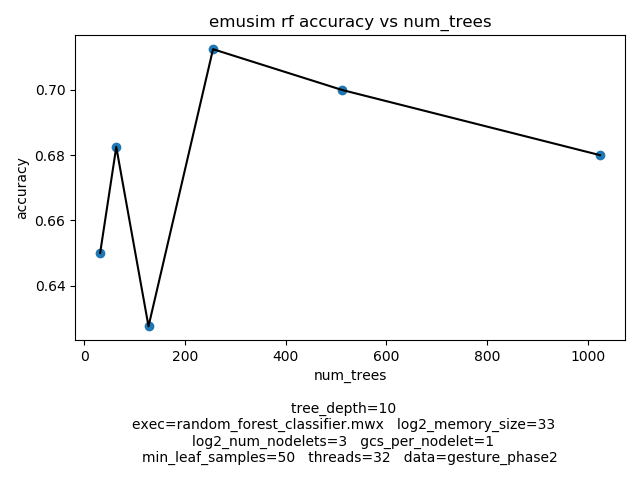 emusim rf accuracy vs num_trees
0.70
0.68
0.66
0.64
accuracy
0 200 400 600 800 1000
num_trees
tree_depth=10
exec=random_forest_classifier.mwx log2_memory_size=33
log2_num_nodelets=3 gcs_per_nodelet=1
min_leaf_samples=50 threads=32 data=gesture_phase2